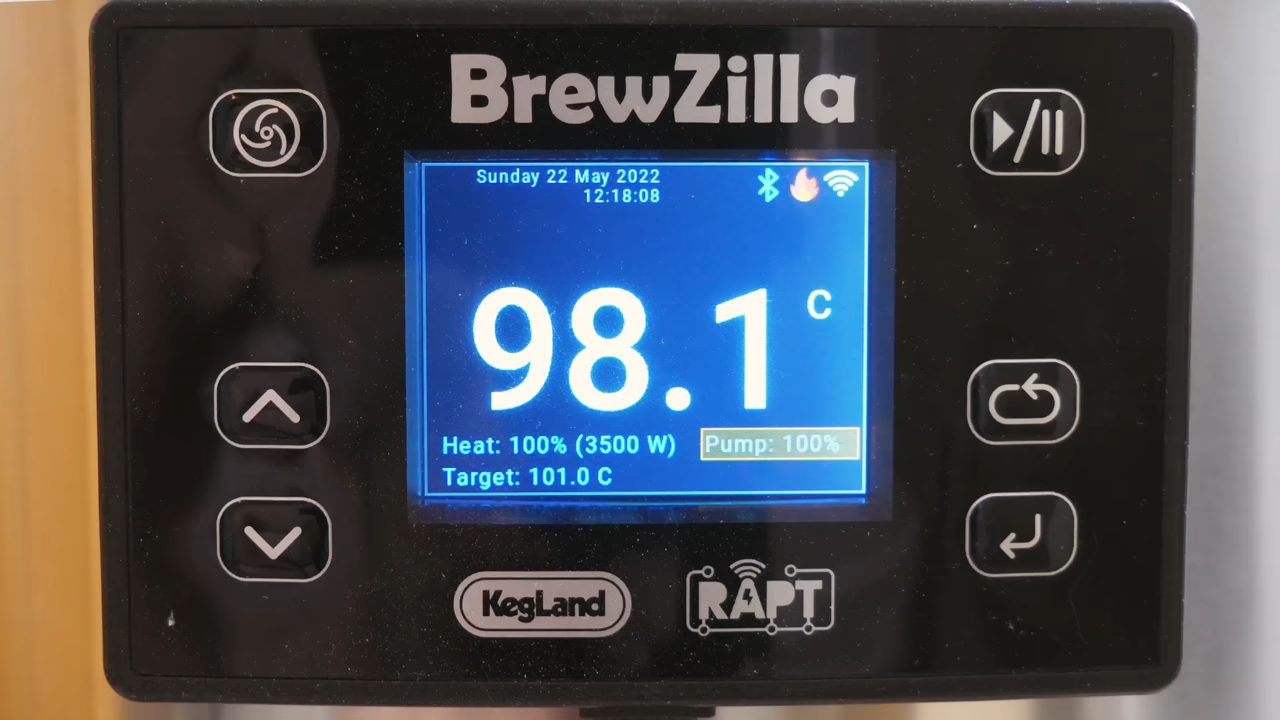 BrewZilla
Sunday 22 May 2022
12:18:08
98.1 C
Heat: 100% (3500 W) Pump: 100%
Target: 101.0 C
KegLand
RAPT